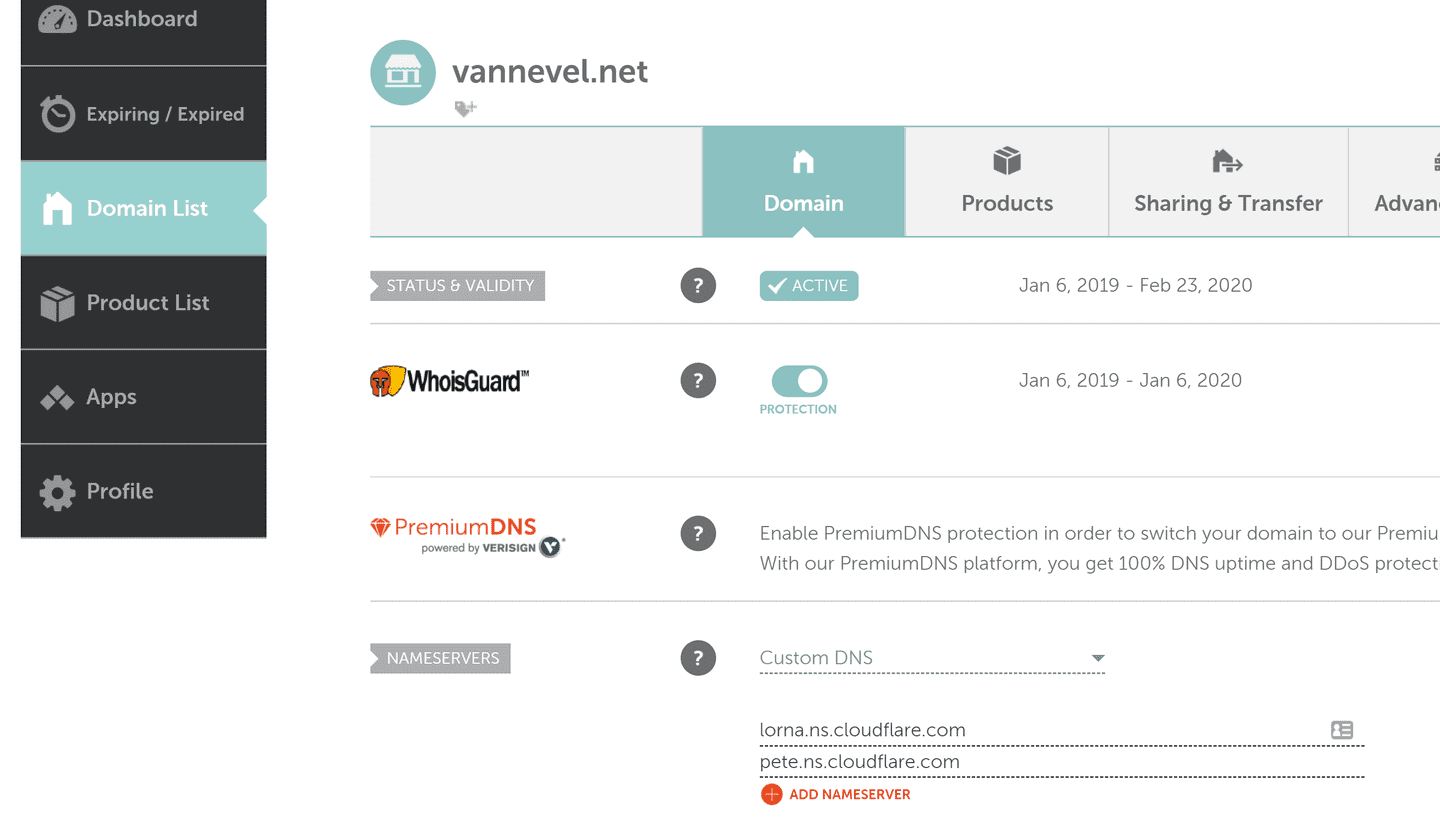 Dashboard
Expiring / Expired
Domain List
Product List
Apps
Profile
vannevel.net
Domain
Products
Sharing & Transfer
Advan
STATUS & VALIDITY
?
ACTIVE
Jan 6, 2019 - Feb 23, 2020
WhoisGuard™
?
PROTECTION
Jan 6, 2019 - Jan 6, 2020
PremiumDNS
powered by VERISIGN
?
Enable PremiumDNS protection in order to switch your domain to our Premiu
With our PremiumDNS platform, you get 100% DNS uptime and DDoS protect
NAMESERVERS
?
Custom DNS
lorna.ns.cloudflare.com
pete.ns.cloudflare.com
ADD NAMESERVER